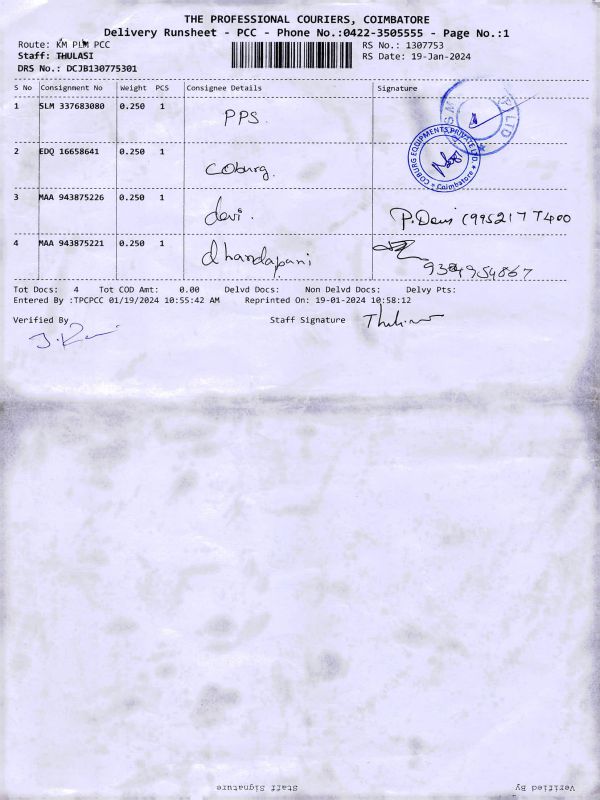 THE PROFESSIONAL COURIERS, COIMBATORE
Delivery Runsheet - PCC - Phone No.:0422-3505555 - Page No.:1
Route: KM PLM PCC RS No.: 1307753
Staff: THULASI RS Date: 19-Jan-2024
DRS No.: DCJB130775301
S No Consignment No Weight PCS Consignee Details Signature
1 SLM 337683080 0.250 1 PPS.
2 EDQ 16658641 0.250 1 Coburg.
COBURG EQUIPMENTS PRIVATE LTD
Coimbatore
3 MAA 943875226 0.250 1 devi. P.Devi
4 MAA 943875221 0.250 1 dhandapani
Tot Docs: 4 Tot COD Amt: 0.00 Delvd Docs: Non Delvd Docs: Delvy Pts:
Entered By :TPCPCC 01/19/2024 10:55:42 AM Reprinted On: 19-01-2024 10:58:12
Verified By Staff Signature
Staff Signature Verified By